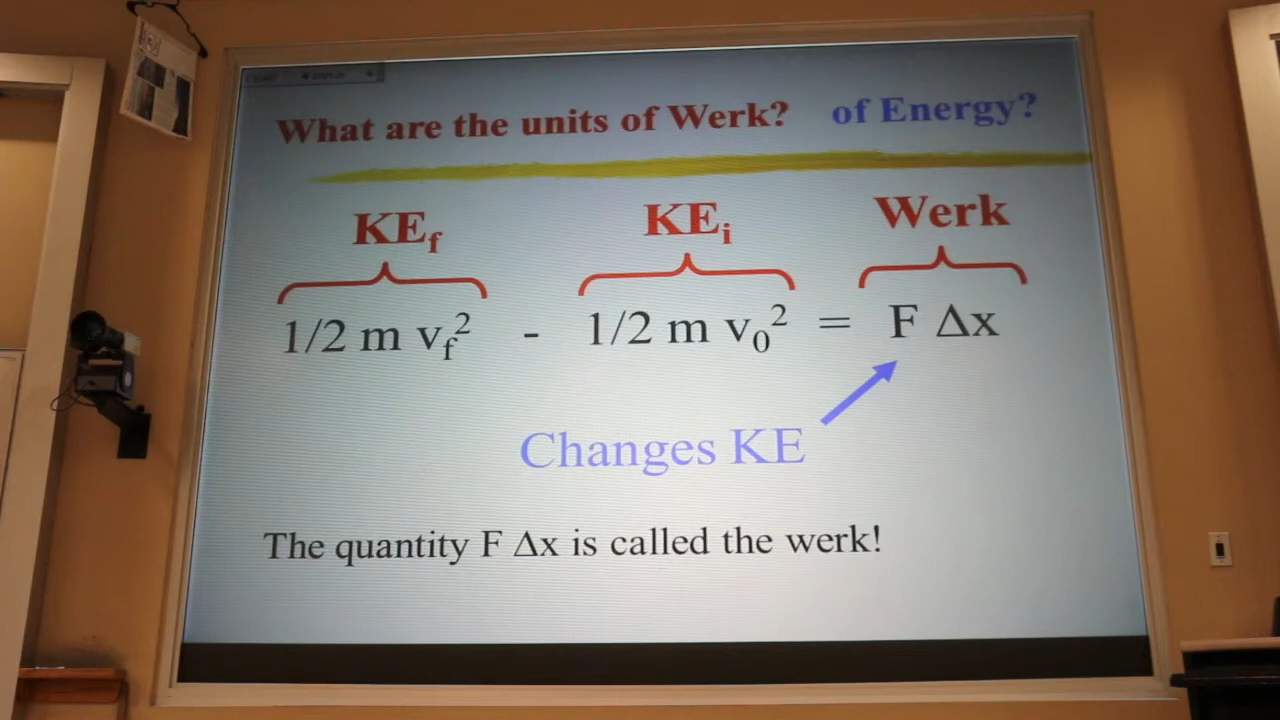 What are the units of Werk? of Energy?
KEf KEi Werk
1/2 m vf² - 1/2 m v₀² = F Δx
Changes KE
The quantity F Δx is called the werk!